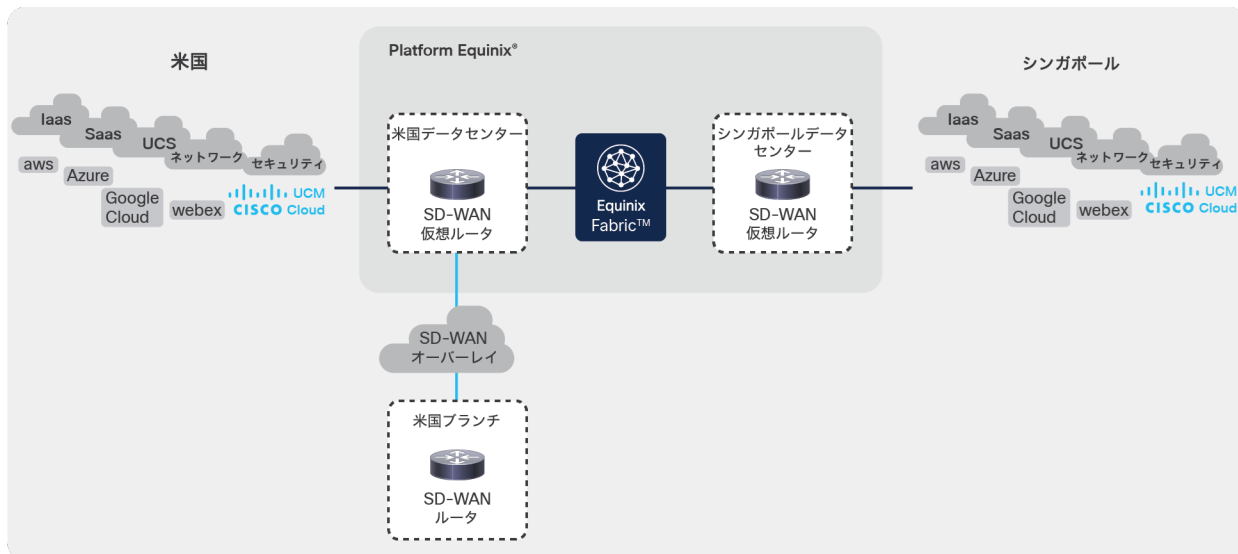 米国
Iaas
Saas
UCS
ネットワーク
セキュリティ
aws
Azure
Google
Cloud
webex
UCM
CISCO Cloud
Platform Equinix®
米国データセンター
SD-WAN
仮想ルータ
Equinix
Fabric™
シンガポールデータ
センター
SD-WAN
仮想ルータ
SD-WAN
オーバーレイ
米国ブランチ
SD-WAN
ルータ
シンガポール
Iaas
Saas
UCS
ネットワーク
セキュリティ
aws
Azure
Google
Cloud
webex
UCM
CISCO Cloud